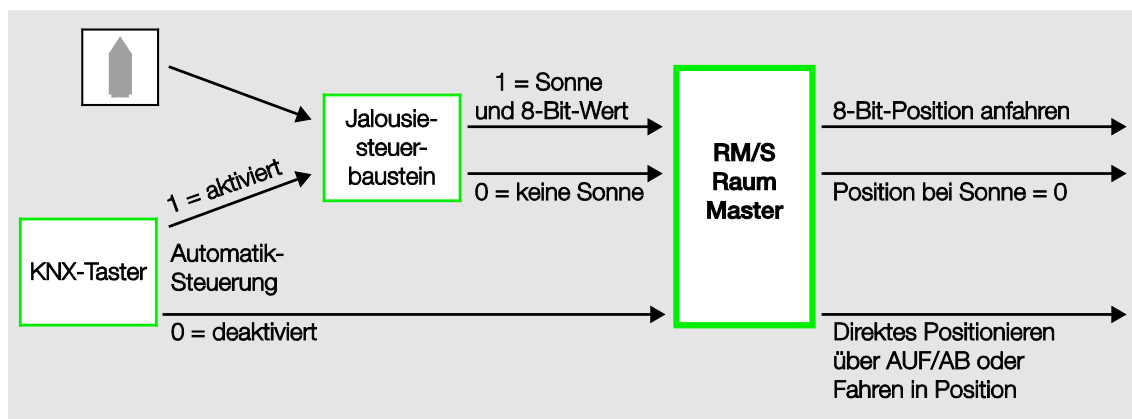 1 = Sonne
und 8-Bit-Wert
0 = keine Sonne
Jalousie-
steuer-
baustein
1 = aktiviert
KNX-Taster
Automatik-
Steuerung
0 = deaktiviert
RM/S
Raum
Master
8-Bit-Position anfahren
Position bei Sonne = 0
Direktes Positionieren
über AUF/AB oder
Fahren in Position